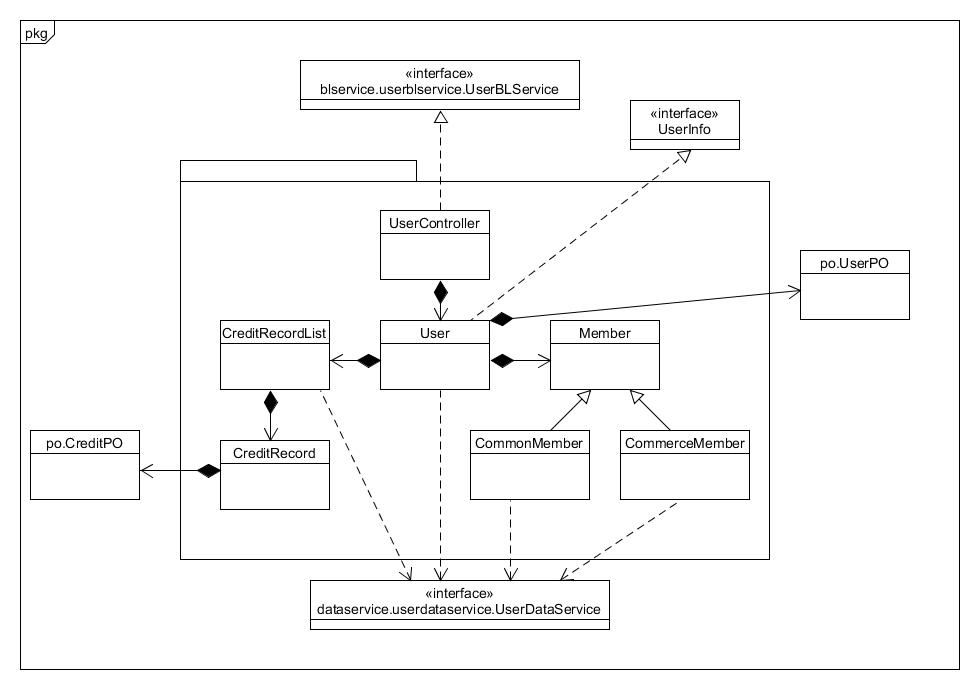 pkg
«interface»
blservice.userblservice.UserBLService
«interface»
UserInfo
UserController
po.UserPO
CreditRecordList
User
Member
po.CreditPO
CreditRecord
CommonMember
CommerceMember
«interface»
dataservice.userdataservice.UserDataService